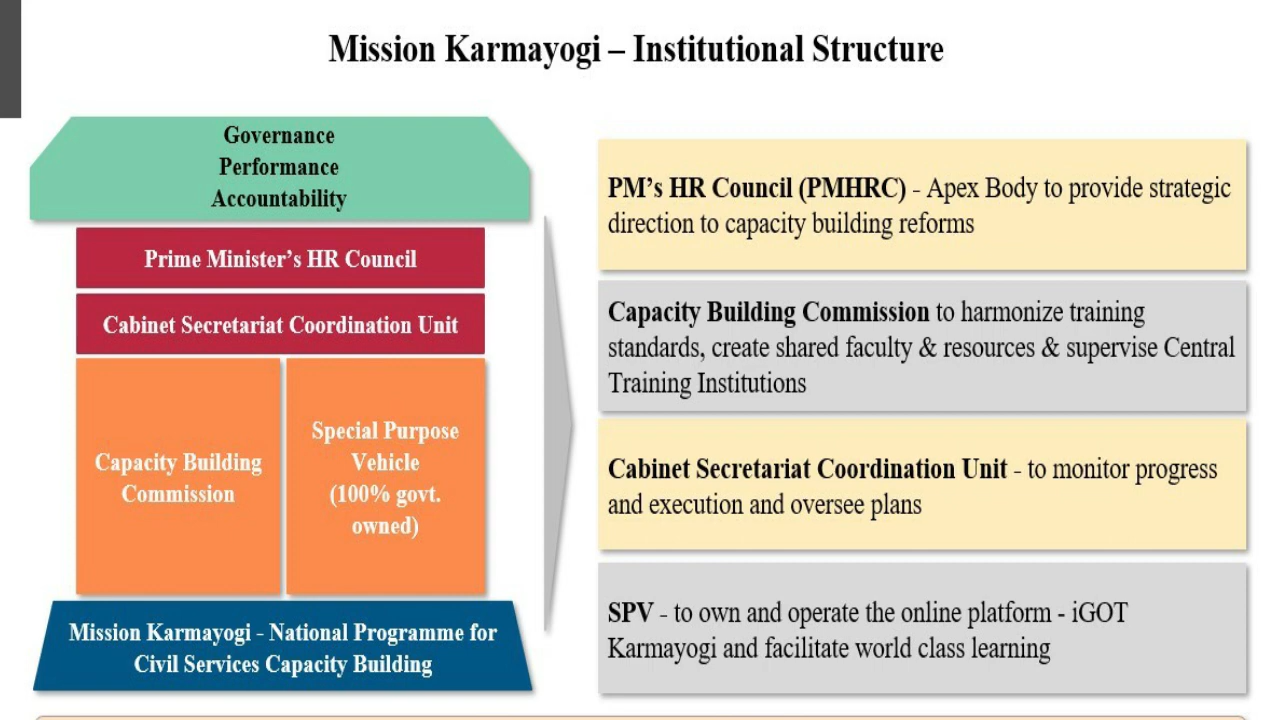 Mission Karmayogi – Institutional Structure
Governance
Performance
Accountability
Prime Minister’s HR Council
Cabinet Secretariat Coordination Unit
Capacity Building
Commission
Special Purpose
Vehicle
(100% govt.
owned)
Mission Karmayogi - National Programme for
Civil Services Capacity Building
PM’s HR Council (PMHRC) - Apex Body to provide strategic
direction to capacity building reforms
Capacity Building Commission to harmonize training
standards, create shared faculty & resources & supervise Central
Training Institutions
Cabinet Secretariat Coordination Unit - to monitor progress
and execution and oversee plans
SPV - to own and operate the online platform - iGOT
Karmayogi and facilitate world class learning